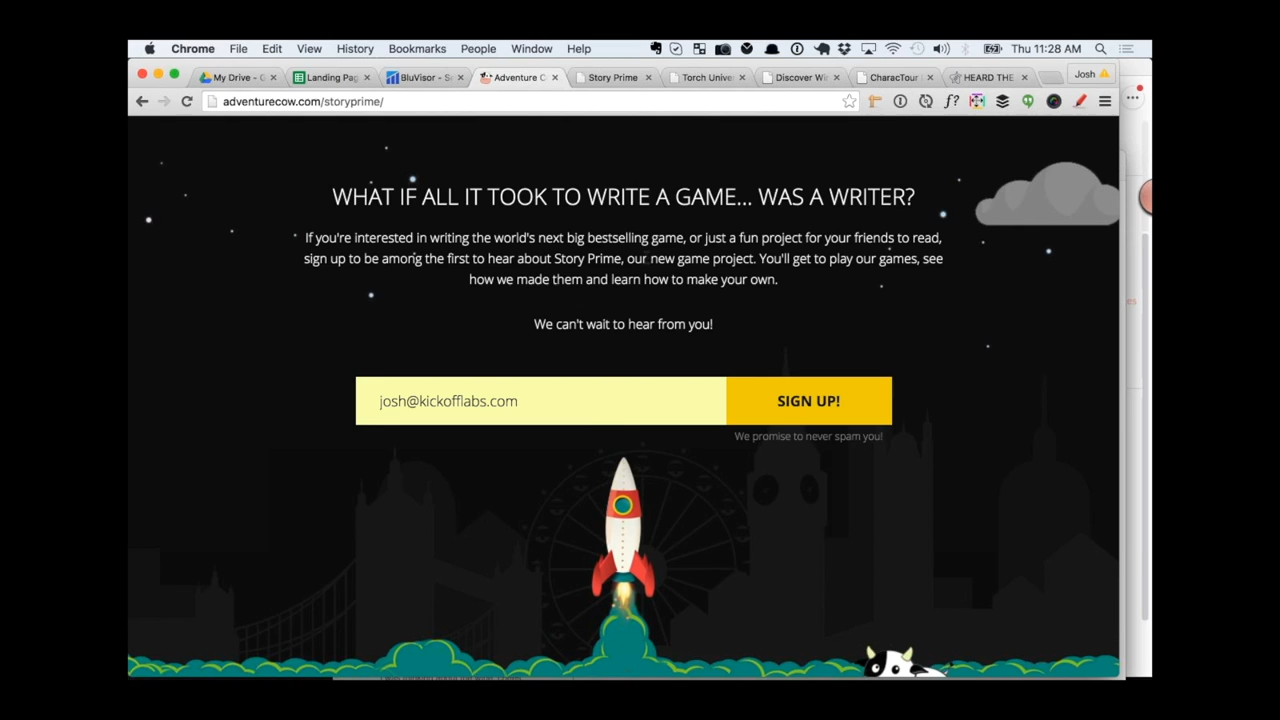 Chrome File Edit View History Bookmarks People Window Help Thu 11:28 AM
My Drive - G Landing Pag BluVisor - Se Adventure C Story Prime Torch Univer Discover Wi CharacTour HEARD THE Josh
adventurecow.com/storyprime/ f?
WHAT IF ALL IT TOOK TO WRITE A GAME... WAS A WRITER?
If you're interested in writing the world's next big bestselling game, or just a fun project for your friends to read,
sign up to be among the first to hear about Story Prime, our new game project. You'll get to play our games, see
how we made them and learn how to make your own.
We can't wait to hear from you!
josh@kickofflabs.com SIGN UP!
We promise to never spam you!